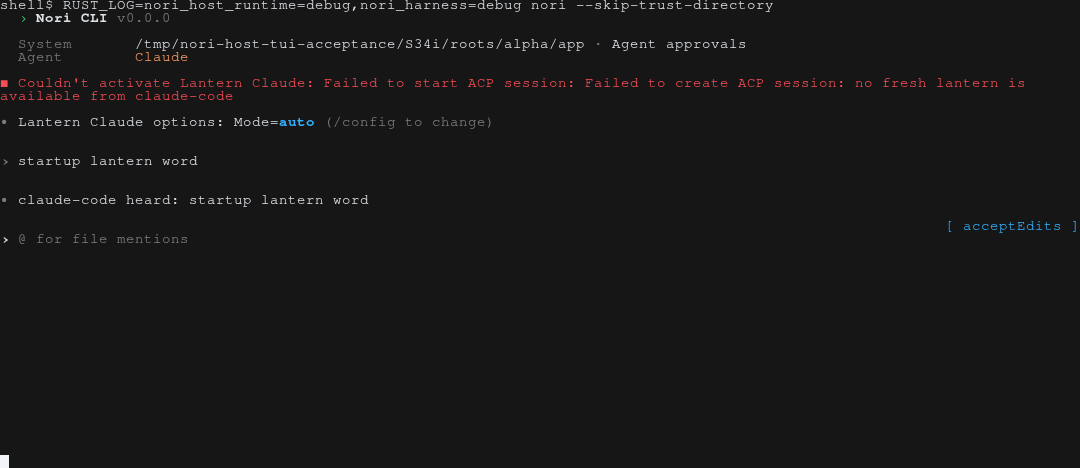 shell$ RUST_LOG=nori_host_runtime=debug,nori_harness=debug nori --skip-trust-directory
› Nori CLI v0.0.0
System /tmp/nori-host-tui-acceptance/S34i/roots/alpha/app · Agent approvals
Agent Claude
■ Couldn't activate Lantern Claude: Failed to start ACP session: Failed to create ACP session: no fresh lantern is
available from claude-code
• Lantern Claude options: Mode=auto (/config to change)
› startup lantern word
• claude-code heard: startup lantern word
[ acceptEdits ]
› @ for file mentions